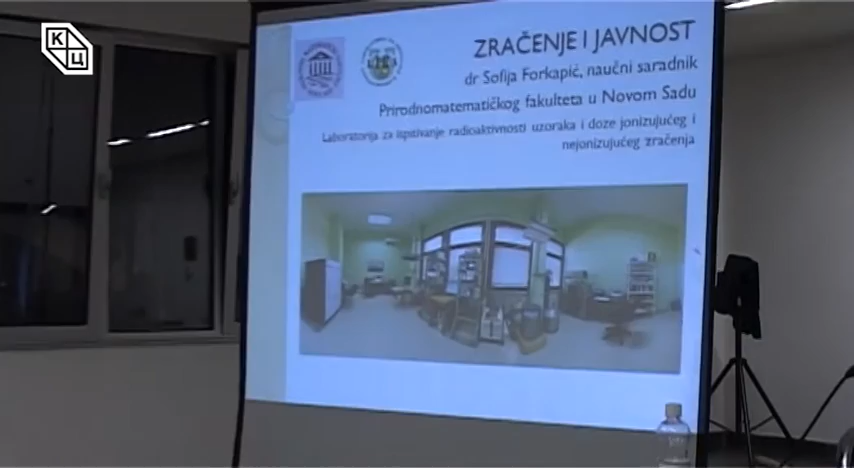 КЦ
ZRAČENJE I JAVNOST
dr Sofija Forkapić, naučni saradnik
Prirodnomatematičkog fakulteta u Novom Sadu
Laboratorija za ispitivanje radioaktivnosti uzoraka i doze jonizujućeg i
nejonizujućeg zračenja